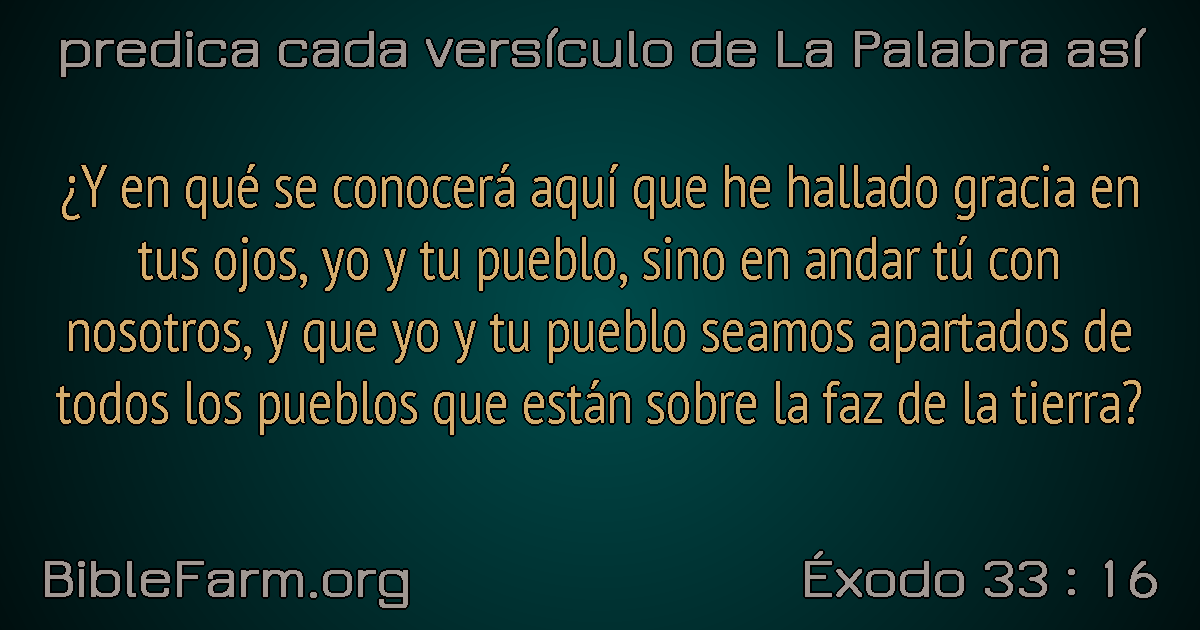 predica cada versículo de La Palabra así
¿Y en qué se conocerá aquí que he hallado gracia en
tus ojos, yo y tu pueblo, sino en andar tú con
nosotros, y que yo y tu pueblo seamos apartados de
todos los pueblos que están sobre la faz de la tierra?
BibleFarm.org
Éxodo 33 : 16